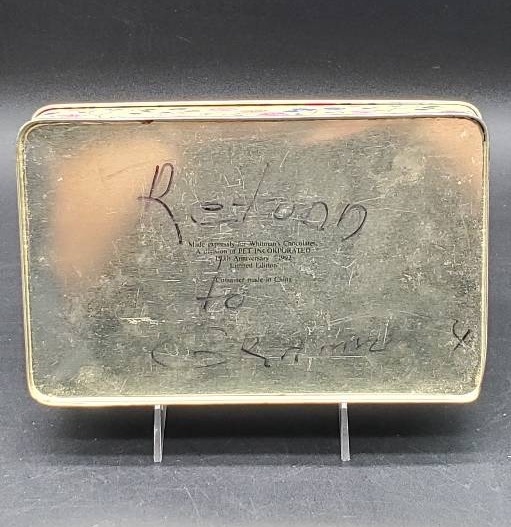 Return
Made expressly for Whitman's Chocolates
A division of PET INCORPORATED
150th Anniversary ©1992
Limited Edition
Container made in China
to